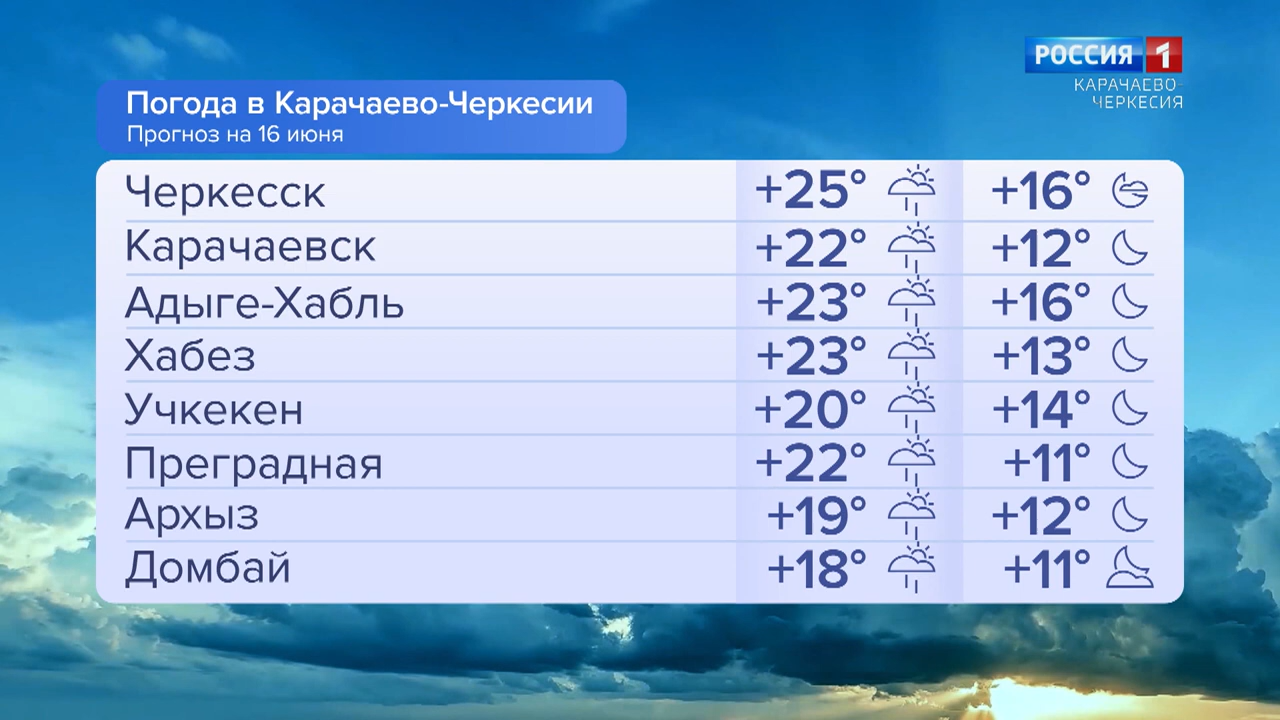 РОССИЯ 1
КАРАЧАЕВО-
ЧЕРКЕСИЯ
Погода в Карачаево-Черкесии
Прогноз на 16 июня
Черкесск +25° +16°
Карачаевск +22° +12°
Адыге-Хабль +23° +16°
Хабез +23° +13°
Учкекен +20° +14°
Преградная +22° +11°
Архыз +19° +12°
Домбай +18° +11°